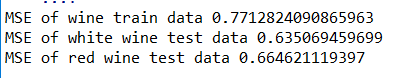 MSE of wine train data 0.7712824090865963
MSE of white wine test data 0.635069459699
MSE of red wine test data 0.664621119397